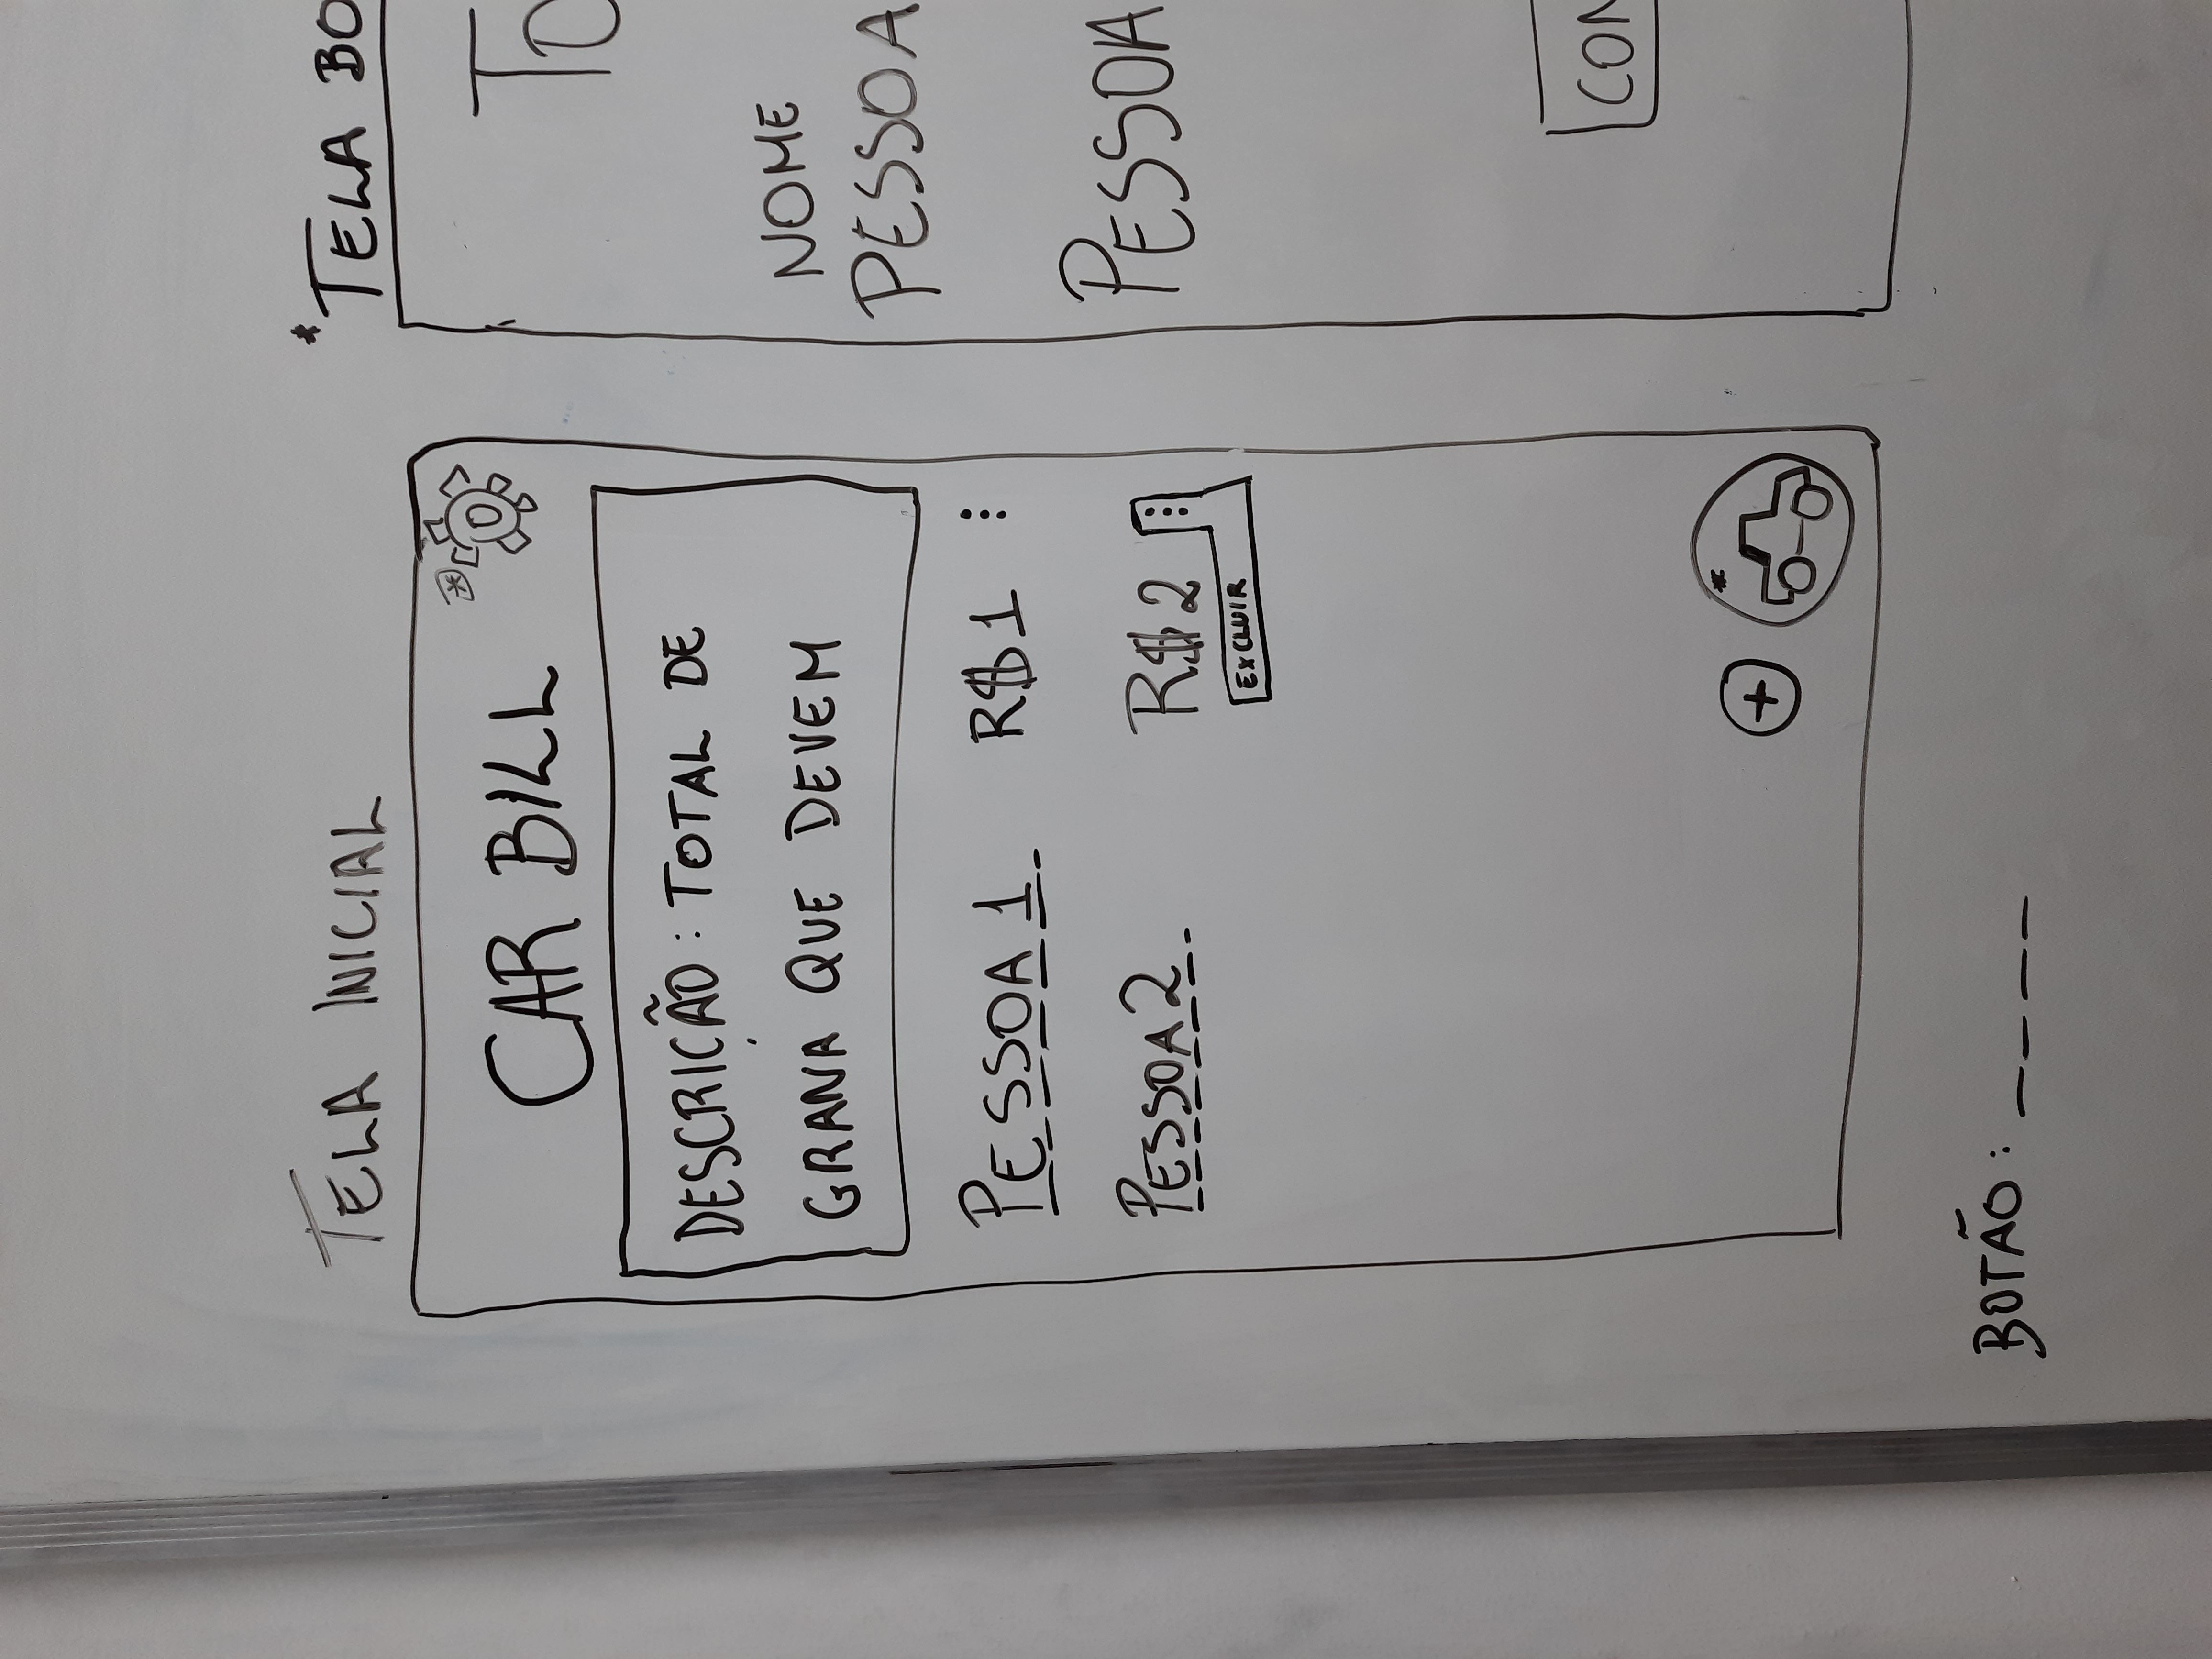 TELA INICIAL
CAR BILL
DESCRIÇÃO: TOTAL DE
GRANA QUE DEVEM
PESSOA 1 R$1
PESSOA 2 R$2
EXCLUIR
+
BOTÃO: _ _ _ _
* TELA BO
TO
NOME
PESSOA
PESSOA
CON